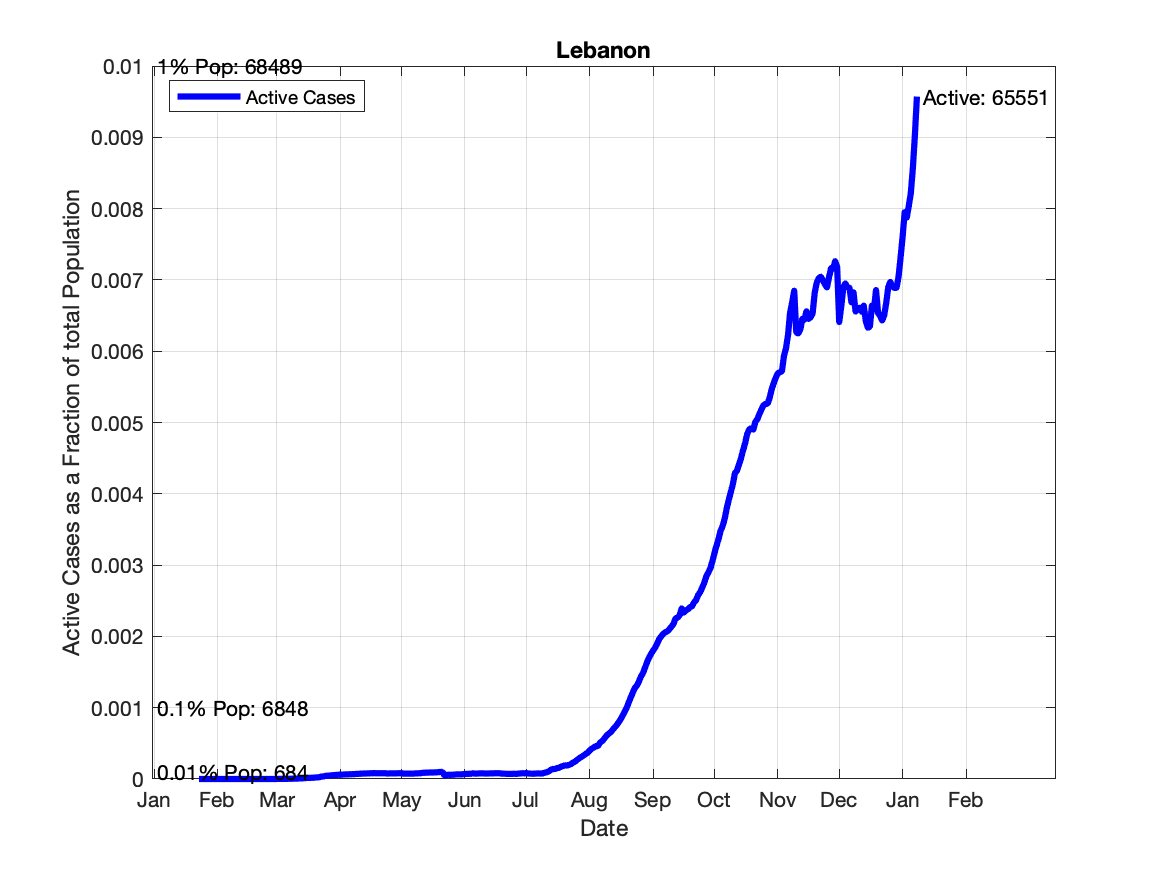 Lebanon
0.01
1% Pop: 68489
Active Cases
Active: 65551
0.009
0.008
0.007
0.006
0.005
0.004
0.003
0.002
0.001
0.1% Pop: 6848
0
0.01% Pop: 684
Active Cases as a Fraction of total Population
Jan Feb Mar Apr May Jun Jul Aug Sep Oct Nov Dec Jan Feb
Date